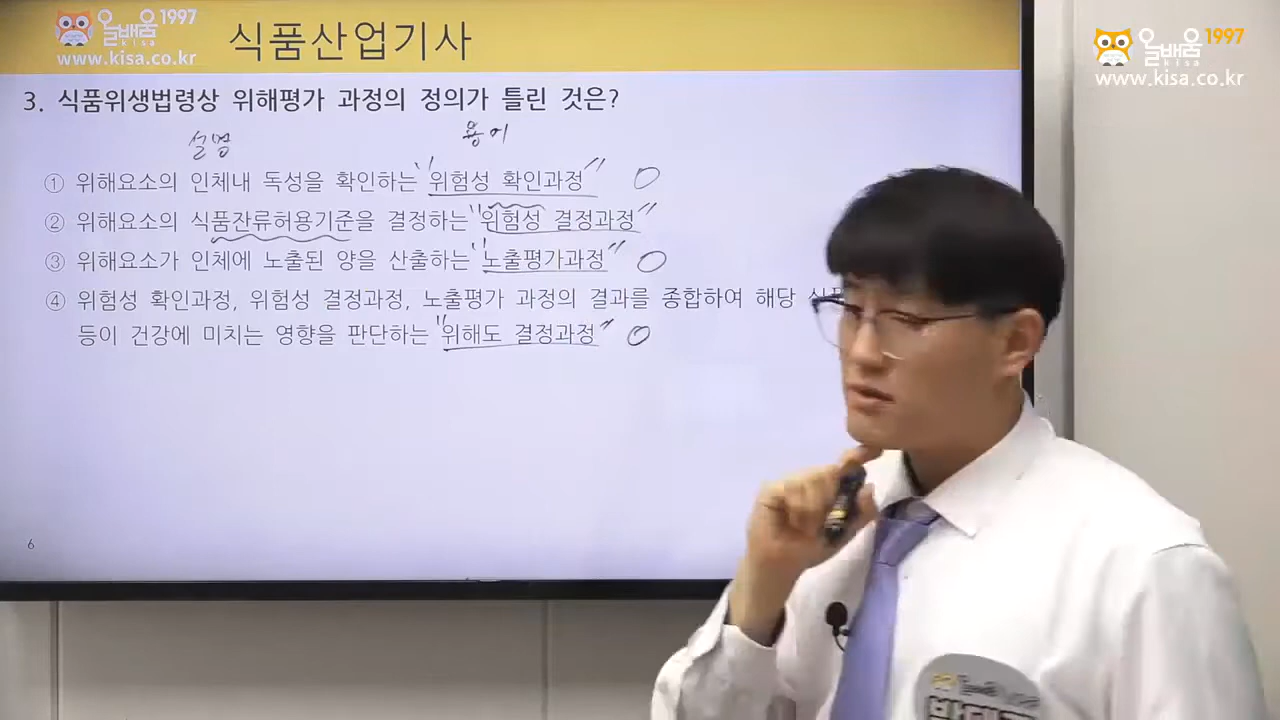 올배움 1997
kisa
www.kisa.co.kr
식품산업기사
올배움 1997
kisa
www.kisa.co.kr
3. 식품위생법령상 위해평가 과정의 정의가 틀린 것은?
설명 용어
① 위해요소의 인체내 독성을 확인하는 "위험성 확인과정" O
② 위해요소의 식품잔류허용기준을 결정하는 "위험성 결정과정"
③ 위해요소가 인체에 노출된 양을 산출하는 "노출평가과정" O
④ 위험성 확인과정, 위험성 결정과정, 노출평가 과정의 결과를 종합하여 해당
등이 건강에 미치는 영향을 판단하는 "위해도 결정과정" O
6